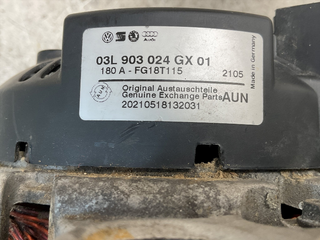 03L 903 024 GX 01
180 A - FG18T115 2105
Made in Germany
Original Austauschteile
Genuine Exchange Parts AUN
20210518132031